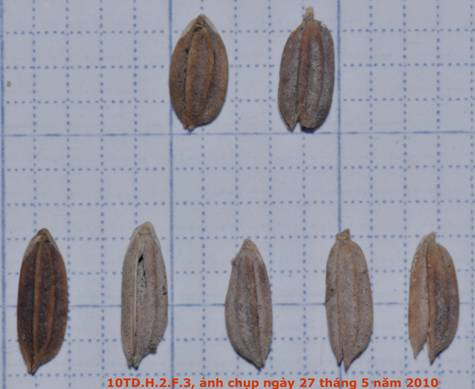 10TD.H.2.F.3, ảnh chụp ngày 27 tháng 5 năm 2010